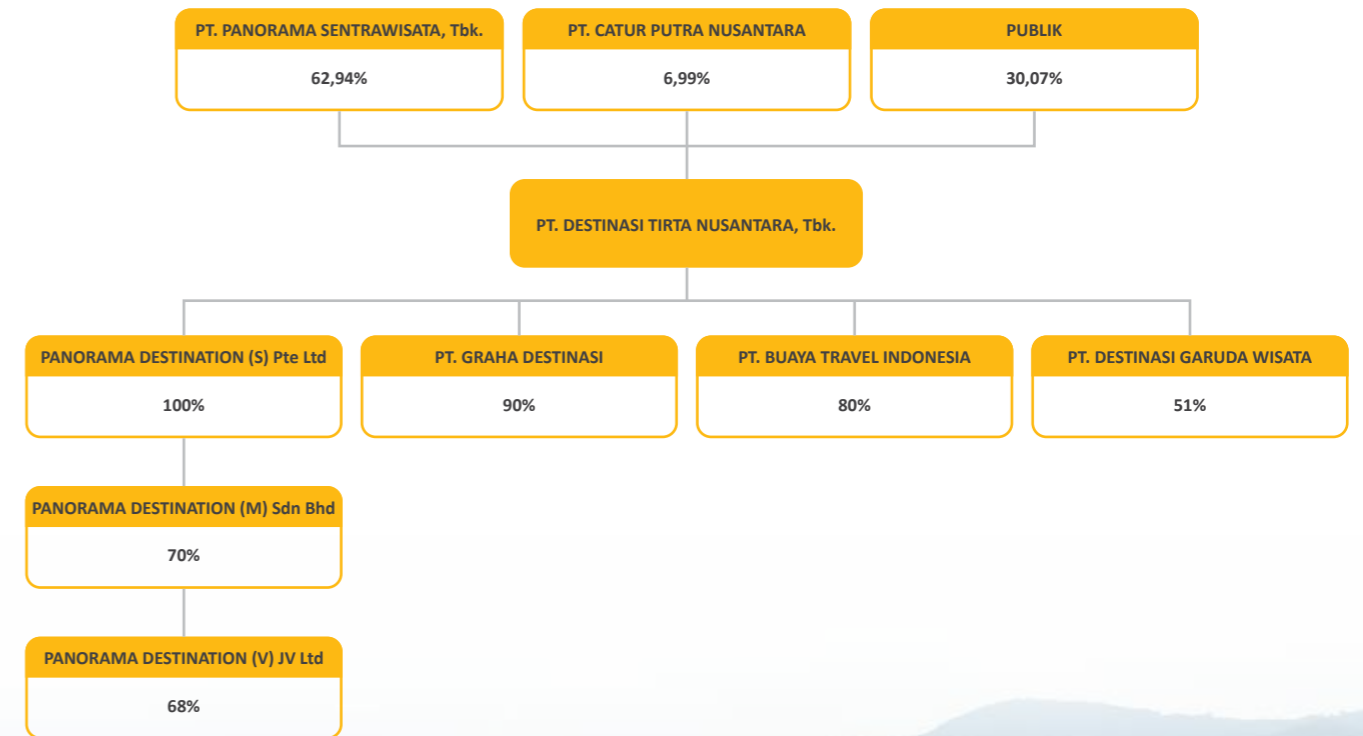 PT. PANORAMA SENTRAWISATA, Tbk.
62,94%
PT. CATUR PUTRA NUSANTARA
6,99%
PUBLIK
30,07%
PT. DESTINASI TIRTA NUSANTARA, Tbk.
PANORAMA DESTINATION (S) Pte Ltd
100%
PT. GRAHA DESTINASI
90%
PT. BUAYA TRAVEL INDONESIA
80%
PT. DESTINASI GARUDA WISATA
51%
PANORAMA DESTINATION (M) Sdn Bhd
70%
PANORAMA DESTINATION (V) JV Ltd
68%